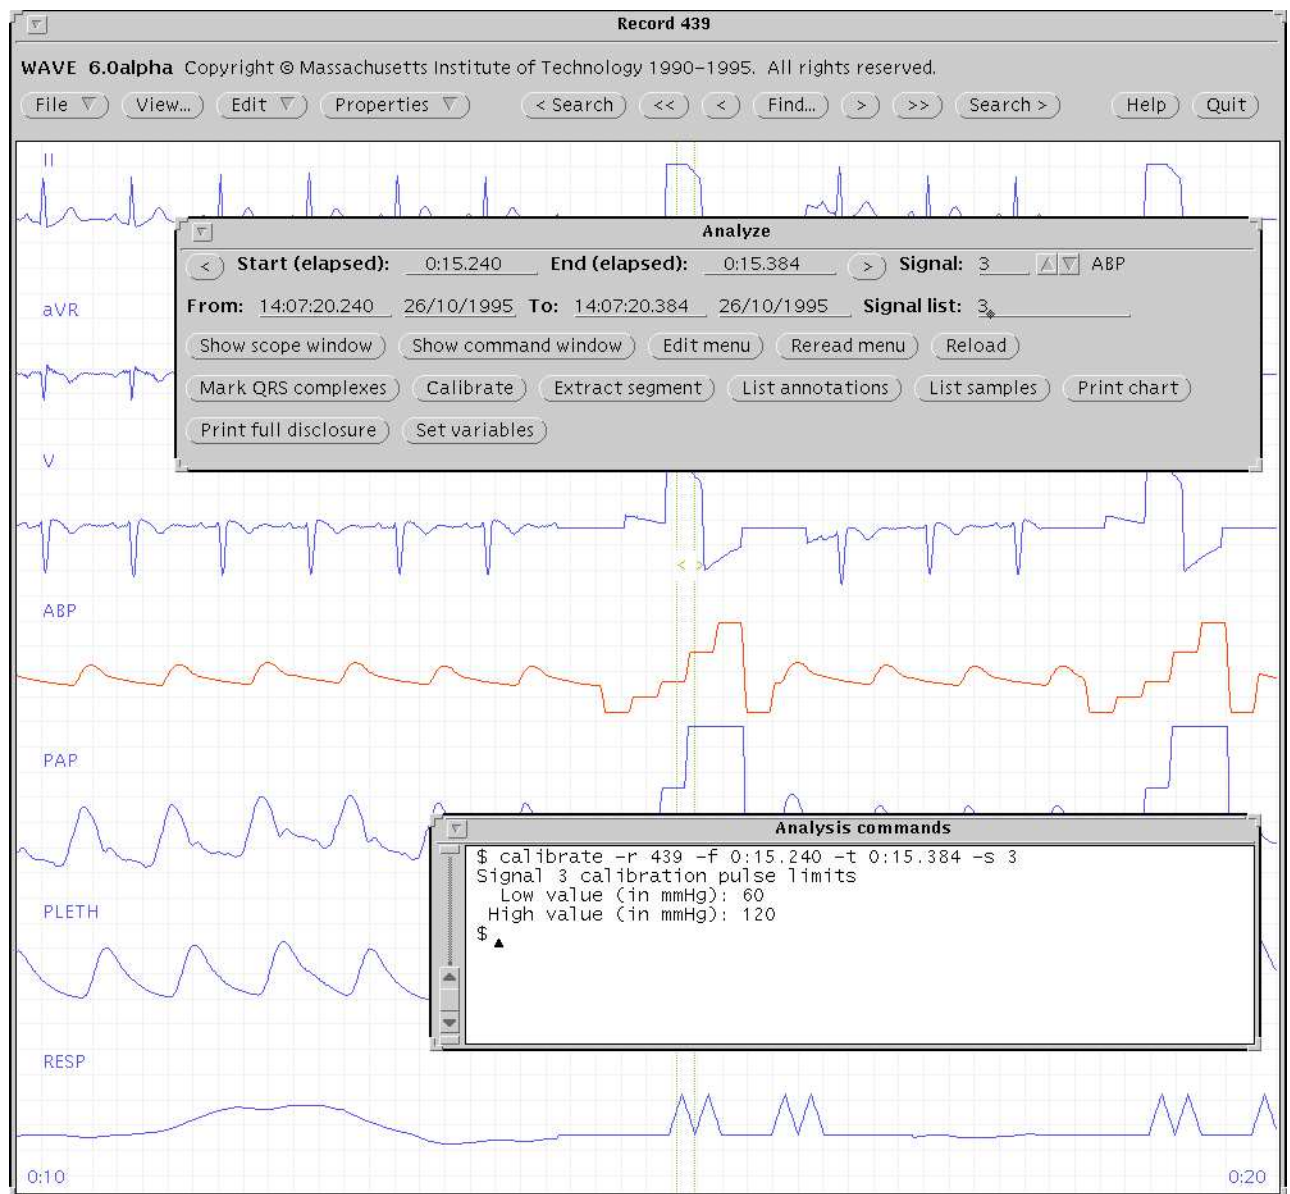 Record 439
WAVE 6.0alpha Copyright © Massachusetts Institute of Technology 1990–1995. All rights reserved.
File View... Edit Properties < Search << < Find... > >> Search > Help Quit
II
Analyze
< Start (elapsed): 0:15.240 End (elapsed): 0:15.384 > Signal: 3 ABP
From: 14:07:20.240 26/10/1995 To: 14:07:20.384 26/10/1995 Signal list: 3
Show scope window Show command window Edit menu Reread menu Reload
Mark QRS complexes Calibrate Extract segment List annotations List samples Print chart
Print full disclosure Set variables
aVR
V
< >
ABP
PAP
Analysis commands
$ calibrate -r 439 -f 0:15.240 -t 0:15.384 -s 3
Signal 3 calibration pulse limits
Low value (in mmHg): 60
High value (in mmHg): 120
$
PLETH
RESP
0:10 0:20